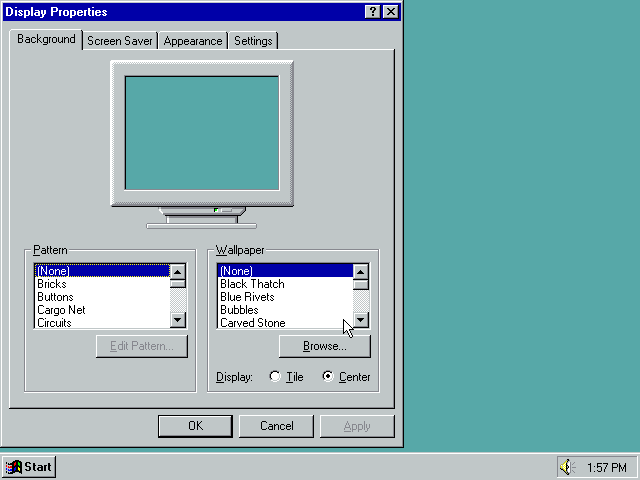 Display Properties
Background Screen Saver Appearance Settings
Pattern
(None)
Bricks
Buttons
Cargo Net
Circuits
Edit Pattern...
Wallpaper
(None)
Black Thatch
Blue Rivets
Bubbles
Carved Stone
Browse...
Display: Tile Center
OK Cancel Apply
Start 1:57 PM